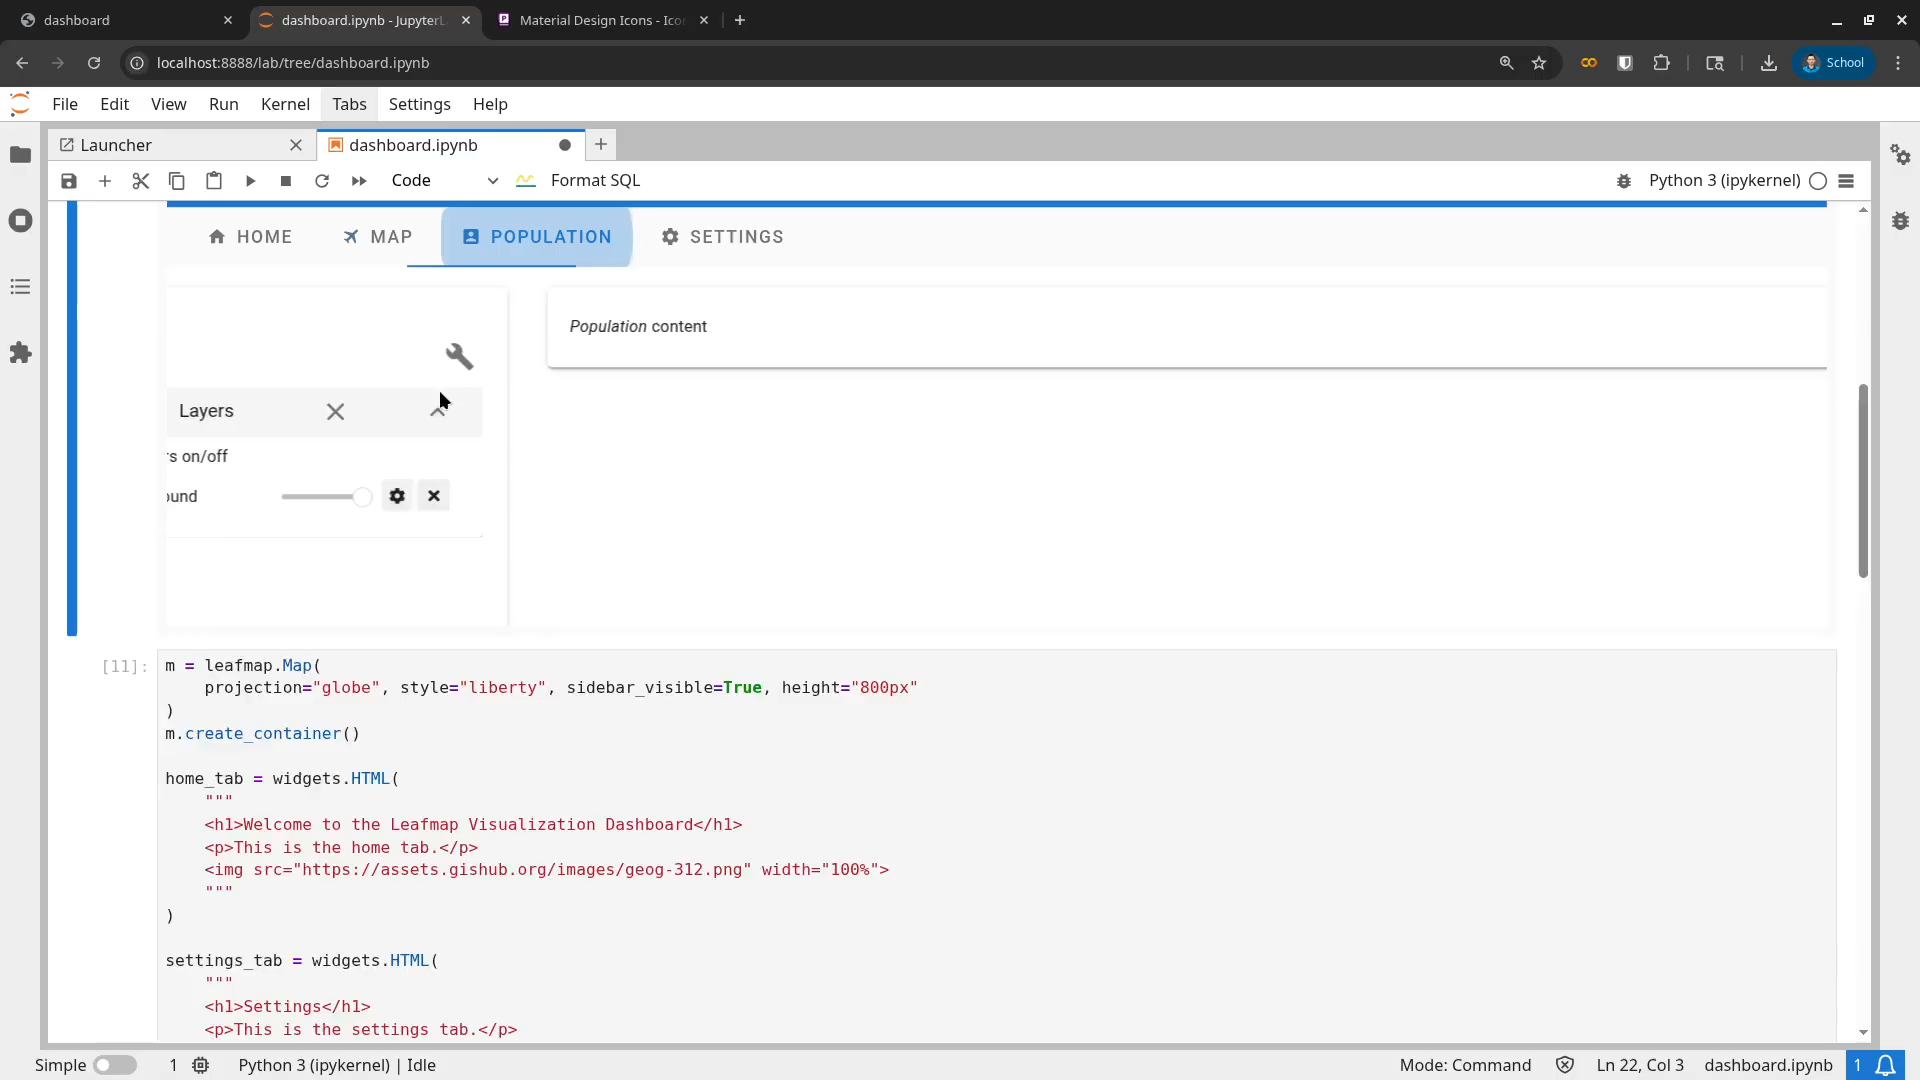 dashboard
dashboard.ipynb - JupyterL
Material Design Icons - Ico
localhost:8888/lab/tree/dashboard.ipynb
School
File Edit View Run Kernel Tabs Settings Help
Launcher
dashboard.ipynb
Code
Format SQL
Python 3 (ipykernel)
HOME
MAP
POPULATION
SETTINGS
Population content
Layers
rs on/off
ound
[11]:
m = leafmap.Map(
projection="globe", style="liberty", sidebar_visible=True, height="800px"
)
m.create_container()
home_tab = widgets.HTML(
"""
<h1>Welcome to the Leafmap Visualization Dashboard</h1>
<p>This is the home tab.</p>
<img src="https://assets.gishub.org/images/geog-312.png" width="100%">
"""
)
settings_tab = widgets.HTML(
"""
<h1>Settings</h1>
<p>This is the settings tab.</p>
Simple
1
Python 3 (ipykernel) | Idle
Mode: Command
Ln 22, Col 3
dashboard.ipynb
1